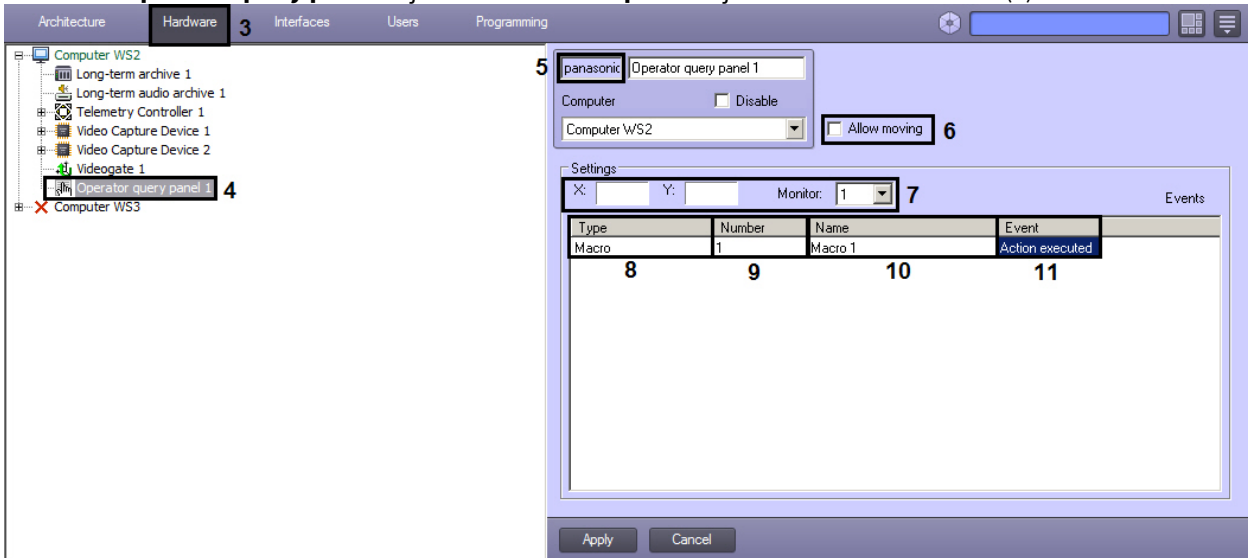 Architecture Hardware 3 Interfaces Users Programming
Computer WS2
Long-term archive 1
Long-term audio archive 1
Telemetry Controller 1
Video Capture Device 1
Video Capture Device 2
Videogate 1
Operator query panel 1 4
Computer WS3
5 panasonic Operator query panel 1
Computer Disable
Computer WS2 Allow moving 6
Settings
X: Y: Monitor: 1 7 Events
Type Number Name Event
Macro 1 Macro 1 Action executed
8 9 10 11
Apply Cancel